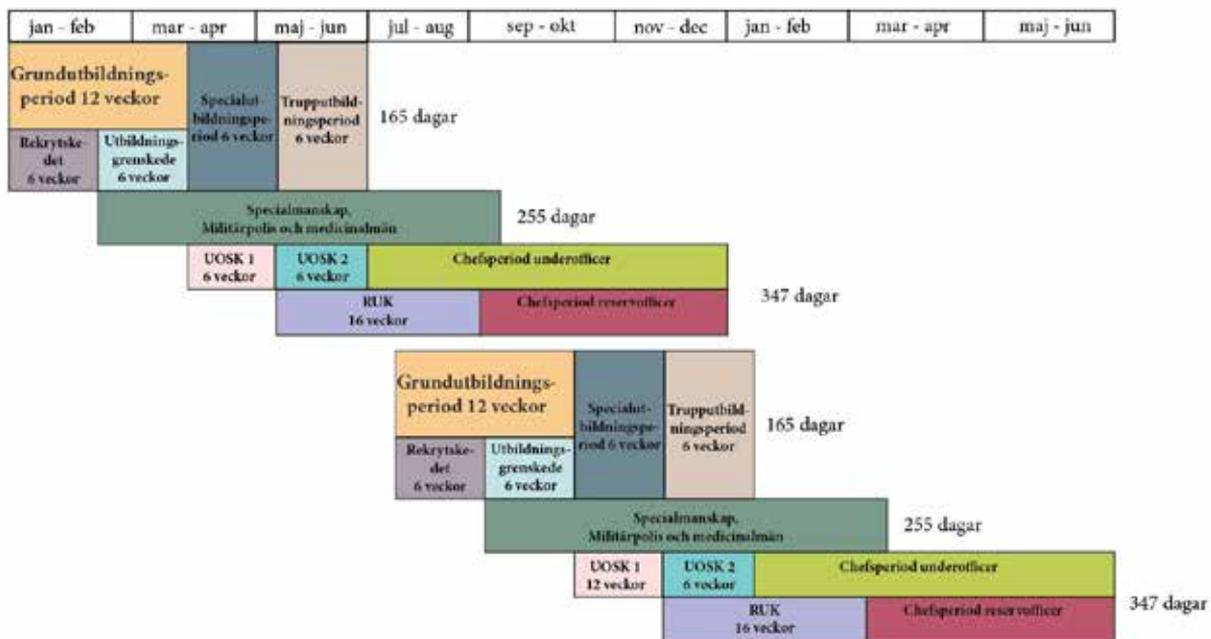 jan - feb
mar - apr
maj - jun
jul - aug
sep - okt
nov - dec
jan - feb
mar - apr
maj - jun
Grundutbildnings-
period 12 veckor
Specialut-
bildningspe-
riod 6 veckor
Trupputbild-
ningsperiod
6 veckor
165 dagar
Rekrytske-
det
6 veckor
Utbildnings-
grenskede
6 veckor
Specialmanskap,
Militärpolis och medicinalmän
255 dagar
UOSK 1
6 veckor
UOSK 2
6 veckor
Chefsperiod underofficer
RUK
16 veckor
Chefsperiod reservofficer
347 dagar
Grundutbildnings-
period 12 veckor
Specialut-
bildningspe-
riod 6 veckor
Trupputbild-
ningsperiod
6 veckor
165 dagar
Rekrytske-
det
6 veckor
Utbildnings-
grenskede
6 veckor
Specialmanskap,
Militärpolis och medicinalmän
255 dagar
UOSK 1
12 veckor
UOSK 2
6 veckor
Chefsperiod underofficer
RUK
16 veckor
Chefsperiod reservofficer
347 dagar